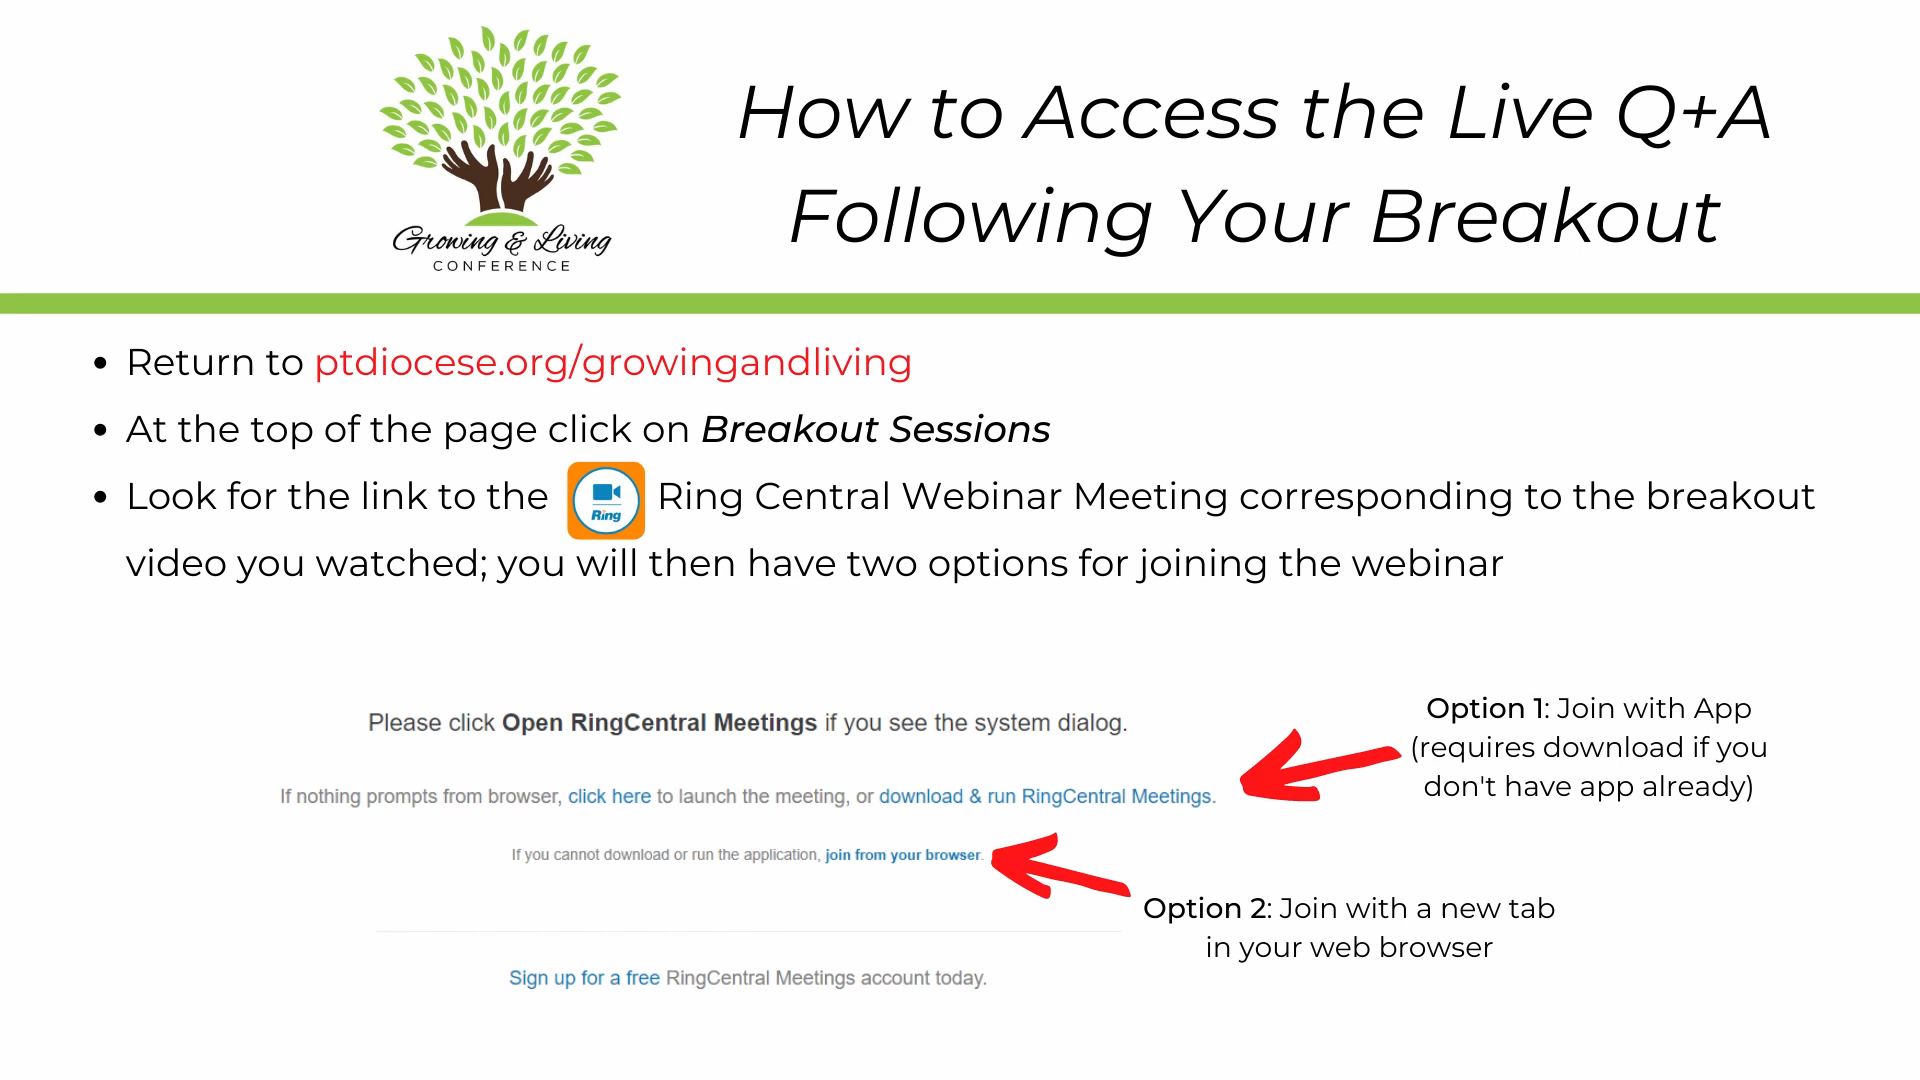 Growing & Living
CONFERENCE
How to Access the Live Q+A
Following Your Breakout
• Return to ptdiocese.org/growingandliving
• At the top of the page click on Breakout Sessions
• Look for the link to the Ring Ring Central Webinar Meeting corresponding to the breakout
video you watched; you will then have two options for joining the webinar
Please click Open RingCentral Meetings if you see the system dialog.
If nothing prompts from browser, click here to launch the meeting, or download & run RingCentral Meetings.
If you cannot download or run the application, join from your browser.
Sign up for a free RingCentral Meetings account today.
Option 1: Join with App
(requires download if you
don't have app already)
Option 2: Join with a new tab
in your web browser